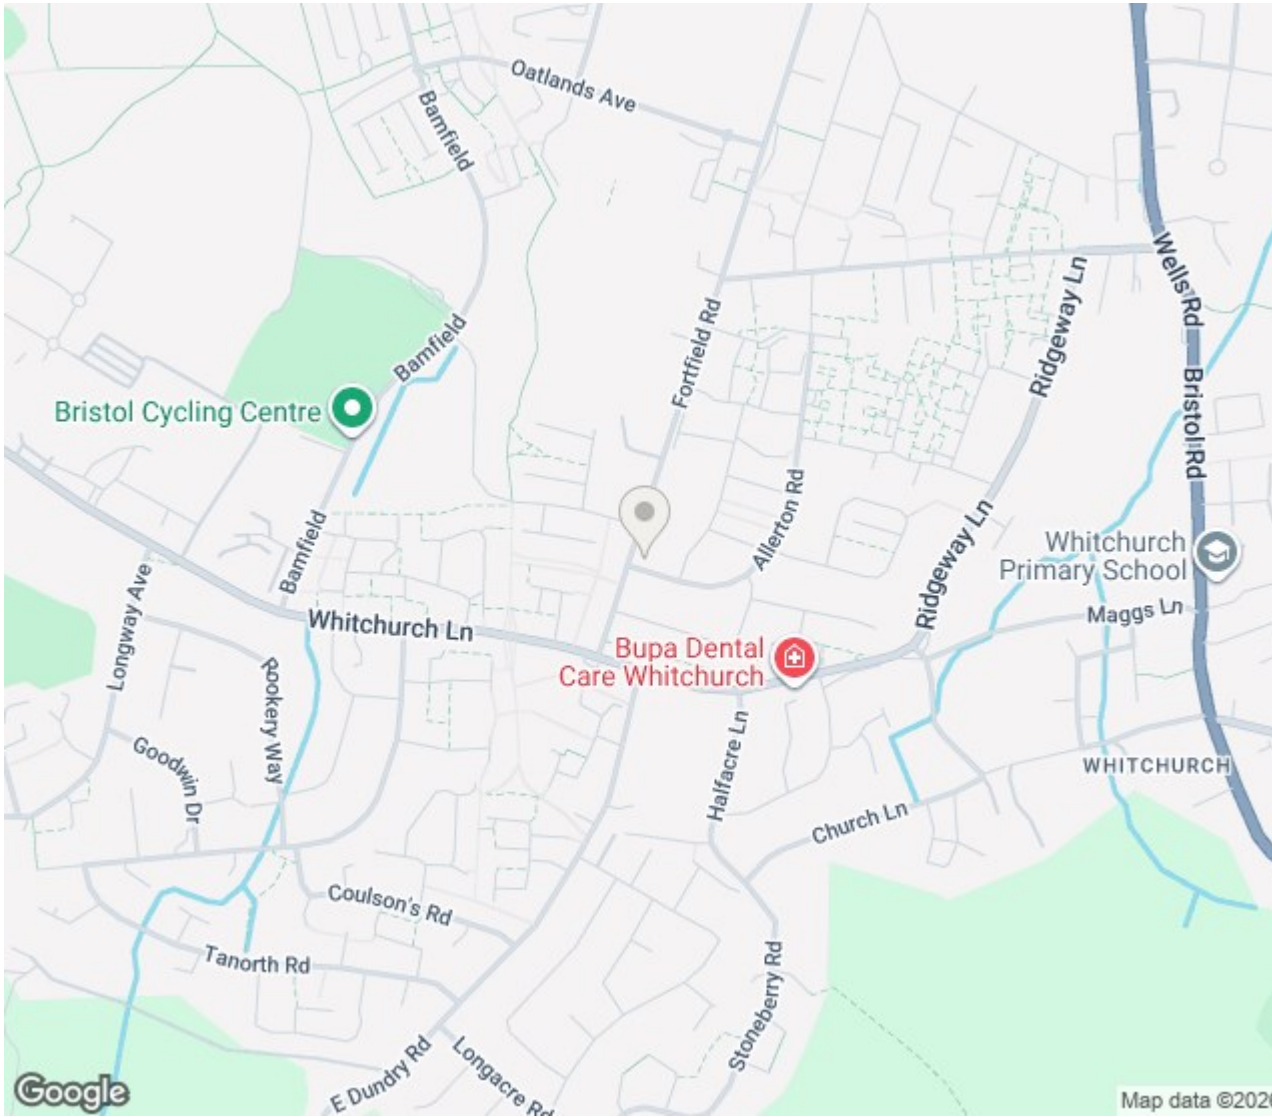 Oatlands Ave
Bamfield
Wells Rd
Ridgeway Ln
Fortfield Rd
Bamfield
Bristol Rd
Bristol Cycling Centre
Allerton Rd
Ridgeway Ln
Bamfield
Whitchurch
Primary School
Longway Ave
Maggs Ln
Whitchurch Ln
Bupa Dental
Care Whitchurch
Rookery Way
Goodwin Dr
Halfacre Ln
WHITCHURCH
Church Ln
Coulson's Rd
Tanorth Rd
Stoneberry Rd
E Dundry Rd
Longacre Rd
Google
Map data ©2026